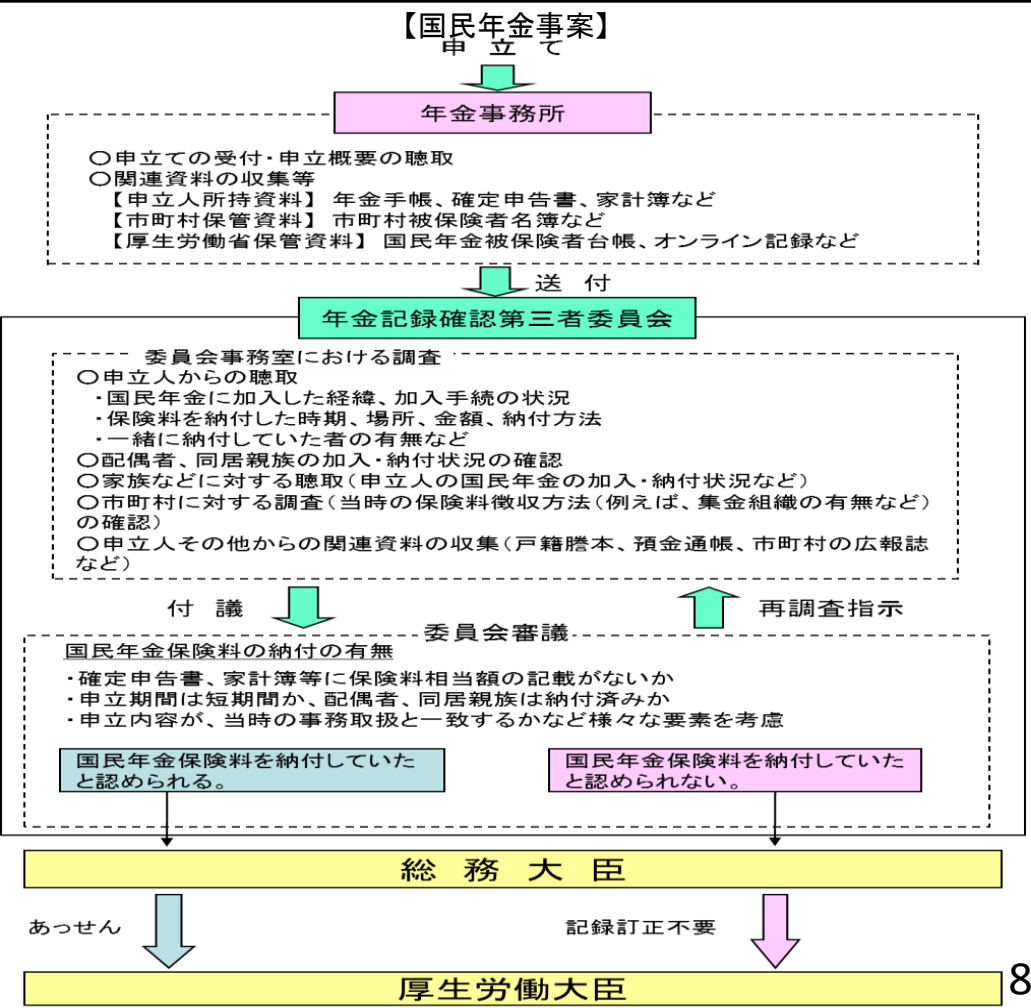 【国民年金事案】
申 立 て
年金事務所
〇申立ての受付・申立概要の聴取
〇関連資料の収集等
【申立人所持資料】 年金手帳、確定申告書、家計簿など
【市町村保管資料】 市町村被保険者名簿など
【厚生労働省保管資料】 国民年金被保険者台帳、オンライン記録など
送 付
年金記録確認第三者委員会
委員会事務室における調査
〇申立人からの聴取
・国民年金に加入した経緯、加入手続の状況
・保険料を納付した時期、場所、金額、納付方法
・一緒に納付していた者の有無など
〇配偶者、同居親族の加入・納付状況の確認
〇家族などに対する聴取(申立人の国民年金の加入・納付状況など)
〇市町村に対する調査(当時の保険料徴収方法(例えば、集金組織の有無など)
の確認)
〇申立人その他からの関連資料の収集(戸籍謄本、預金通帳、市町村の広報誌
など)
付 議
再調査指示
委員会審議
国民年金保険料の納付の有無
・確定申告書、家計簿等に保険料相当額の記載がないか
・申立期間は短期間か、配偶者、同居親族は納付済みか
・申立内容が、当時の事務取扱と一致するかなど様々な要素を考慮
国民年金保険料を納付していた
と認められる。
国民年金保険料を納付していた
と認められない。
総 務 大 臣
あっせん
記録訂正不要
厚生労働大臣
8